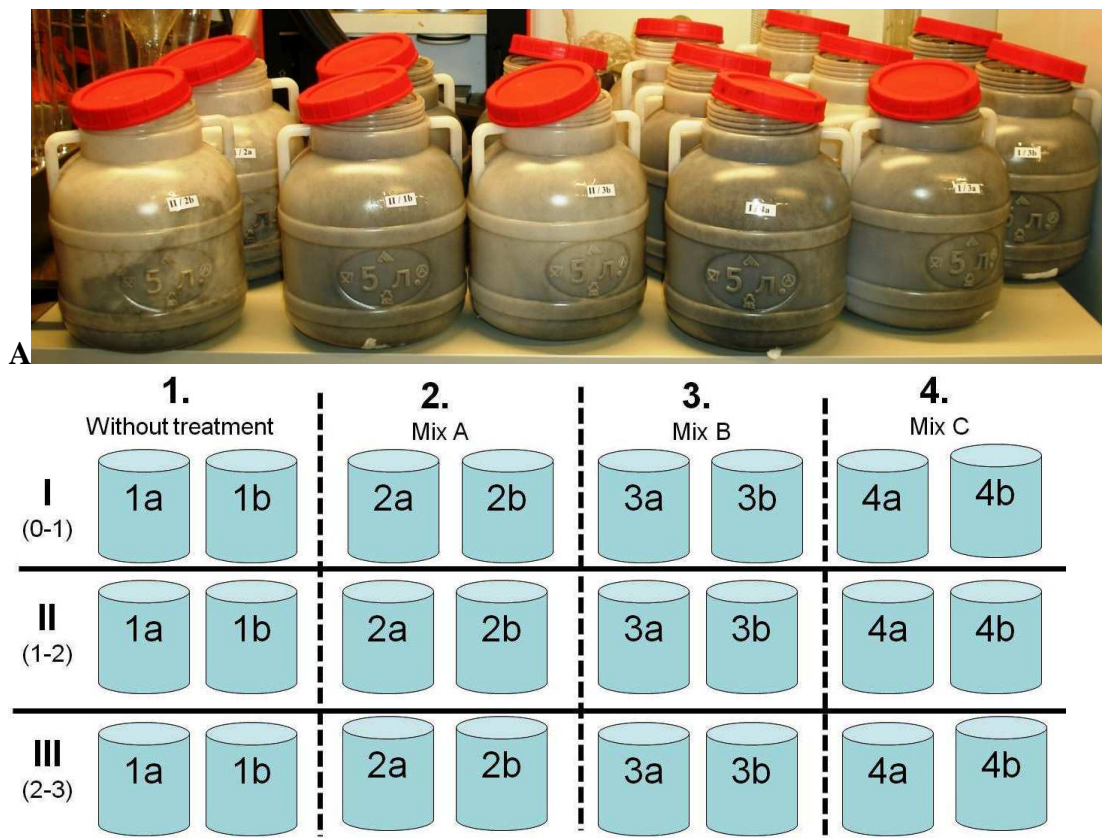 I / 2a
I / 3b
II / 2b
II / 1b
II / 3b
I / 4a
I / 3a
5 Л.
5 Л.
5 Л.
5 Л.
5 Л.
A
1. 2. 3. 4.
Without treatment Mix A Mix B Mix C
I 1a 1b 2a 2b 3a 3b 4a 4b
(0-1)
II 1a 1b 2a 2b 3a 3b 4a 4b
(1-2)
III 1a 1b 2a 2b 3a 3b 4a 4b
(2-3)